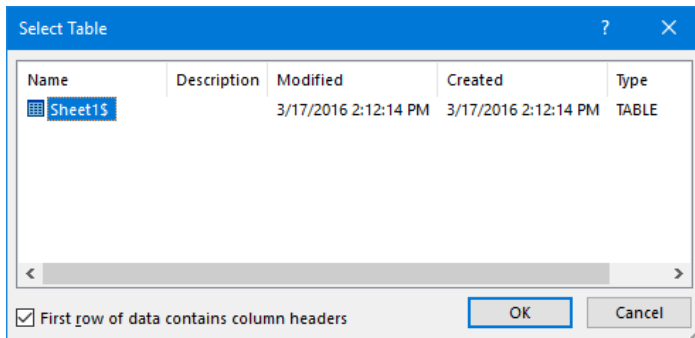 Select Table ? ×
Name Description Modified Created Type
Sheet1$ 3/17/2016 2:12:14 PM 3/17/2016 2:12:14 PM TABLE
First row of data contains column headers OK Cancel